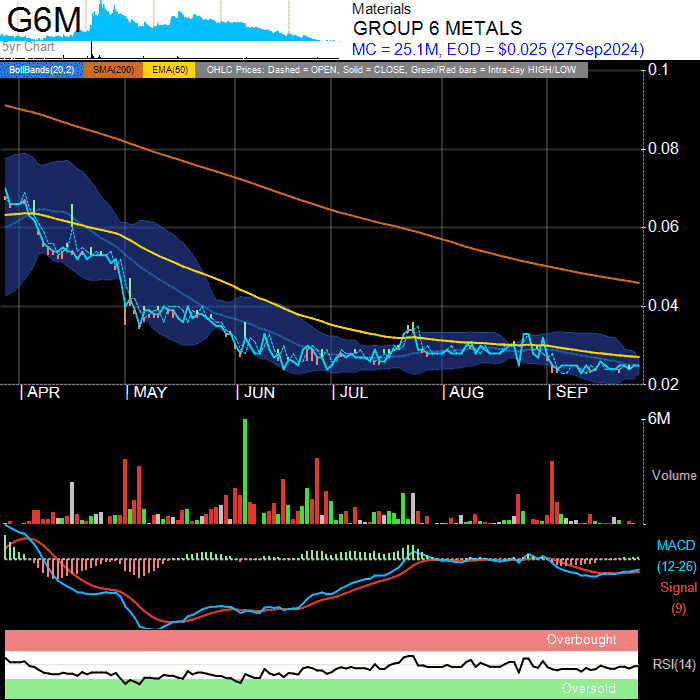 G6M
5yr Chart
Materials
GROUP 6 METALS
MC = 25.1M, EOD = $0.025 (27Sep2024)
BollBands(20,2) SMA(200) EMA(50) OHLC Prices: Dashed = OPEN, Solid = CLOSE, Green/Red bars = Intra-day HIGH/LOW
0.1
0.08
0.06
0.04
0.02
APR MAY JUN JUL AUG SEP
6M
Volume
MACD
(12-26)
Signal
(9)
Overbought
RSI(14)
Oversold